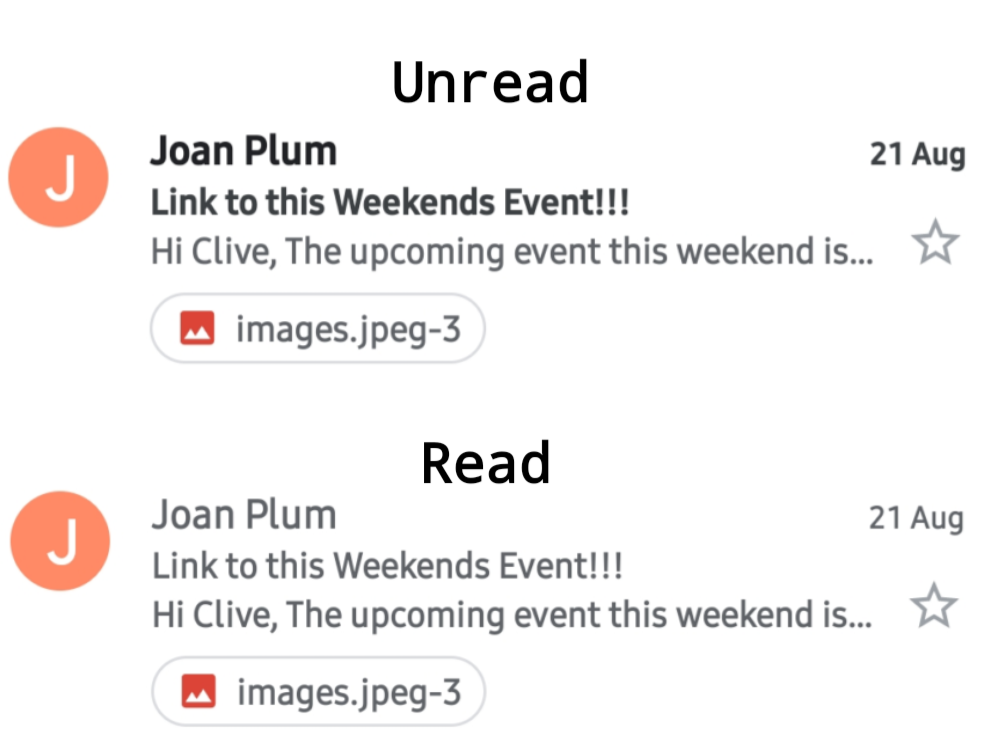 Unread
J
Joan Plum 21 Aug
Link to this Weekends Event!!!
Hi Clive, The upcoming event this weekend is...
images.jpeg-3
Read
J
Joan Plum 21 Aug
Link to this Weekends Event!!!
Hi Clive, The upcoming event this weekend is...
images.jpeg-3